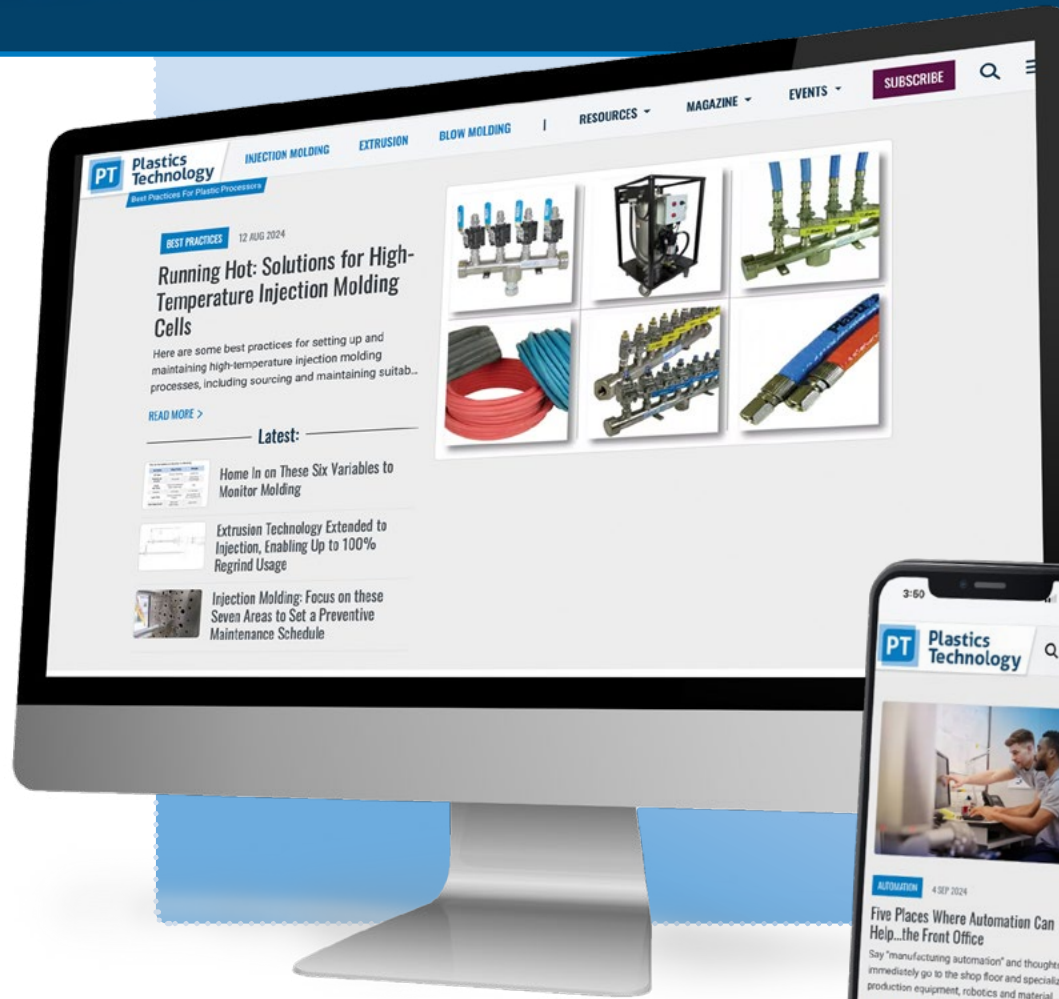 PT Plastics
Technology
Best Practices For Plastic Processors
INJECTION MOLDING EXTRUSION BLOW MOLDING | RESOURCES MAGAZINE EVENTS SUBSCRIBE
BEST PRACTICES 12 AUG 2024
Running Hot: Solutions for High-
Temperature Injection Molding
Cells
Here are some best practices for setting up and
maintaining high-temperature injection molding
processes, including sourcing and maintaining suitab...
READ MORE >
Latest:
Home In on These Six Variables to
Monitor Molding
Extrusion Technology Extended to
Injection, Enabling Up to 100%
Regrind Usage
Injection Molding: Focus on these
Seven Areas to Set a Preventive
Maintenance Schedule
3:50
PT Plastics
Technology
AUTOMATION 4 SEP 2024
Five Places Where Automation Can
Help...the Front Office
Say "manufacturing automation" and thoughts
immediately go to the shop floor and specializ
production equipment, robotics and material